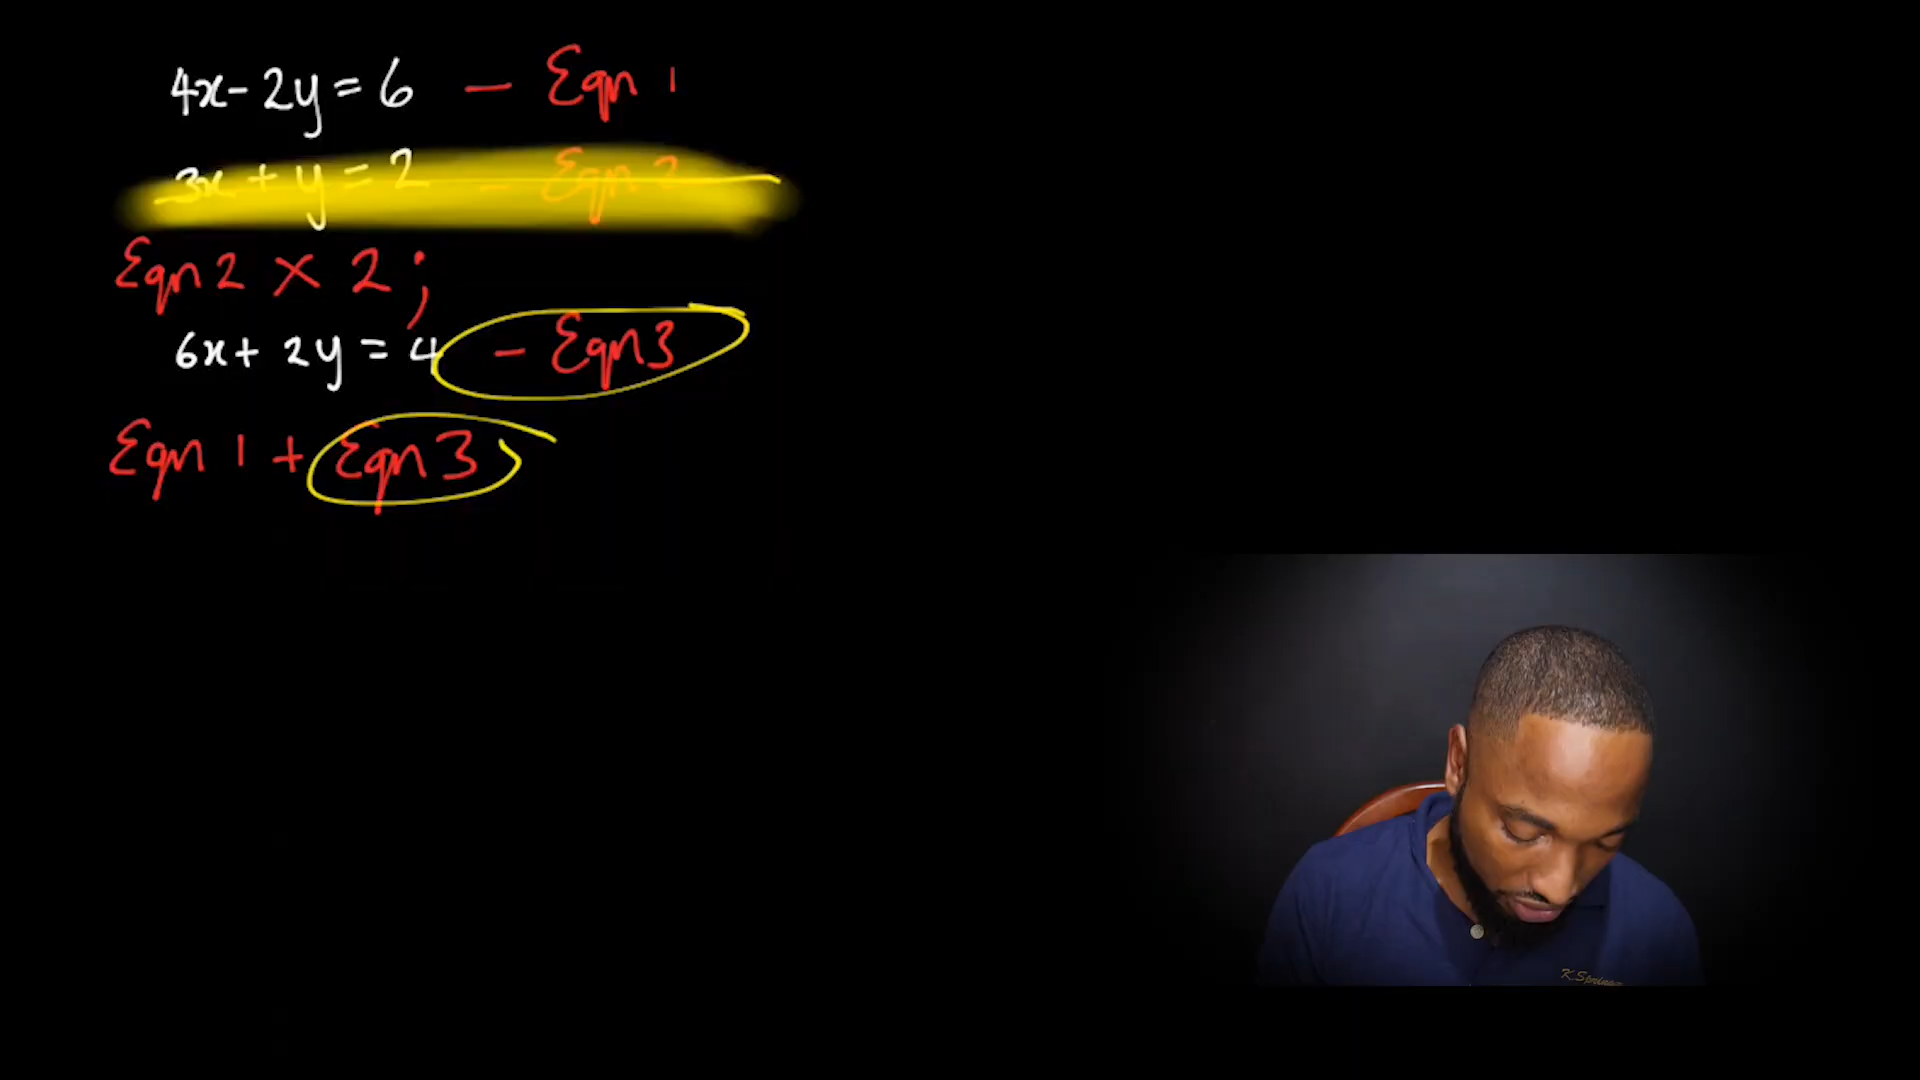 4x - 2y = 6 - Eqn 1
3x + y = 2 - Eqn 2
Eqn 2 × 2 ;
6x + 2y = 4 - Eqn 3
Eqn 1 + Eqn 3